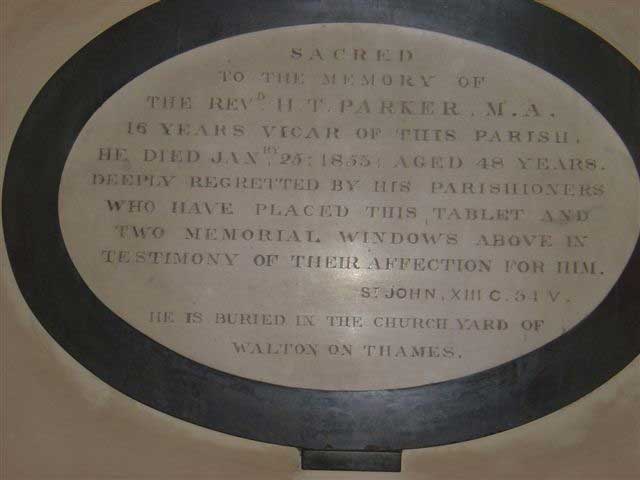 SACRED
TO THE MEMORY OF
THE REVD. H. T. PARKER, M.A.
16 YEARS VICAR OF THIS PARISH.
HE DIED JANRY. 25: 1855; AGED 48 YEARS.
DEEPLY REGRETTED BY HIS PARISHIONERS
WHO HAVE PLACED THIS TABLET AND
TWO MEMORIAL WINDOWS ABOVE IN
TESTIMONY OF THEIR AFFECTION FOR HIM.
ST. JOHN, XIII C. 34 V.
HE IS BURIED IN THE CHURCH YARD OF
WALTON ON THAMES.